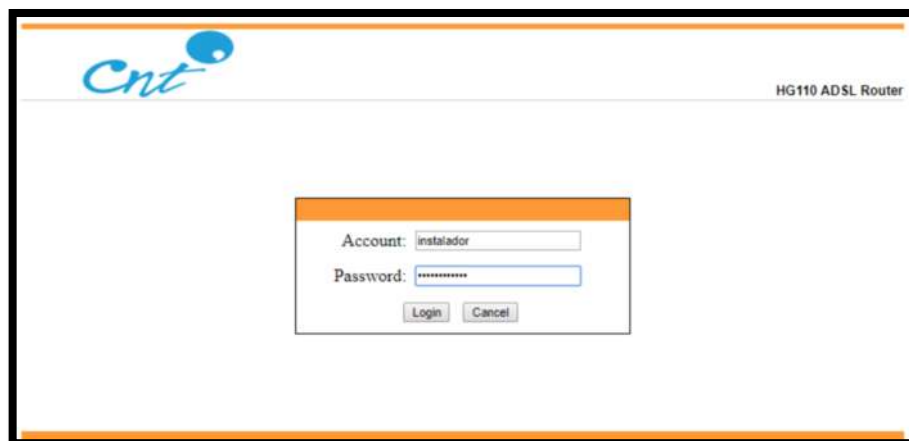 Cnt
HG110 ADSL Router
Account: instalador
Password: ************
Login Cancel